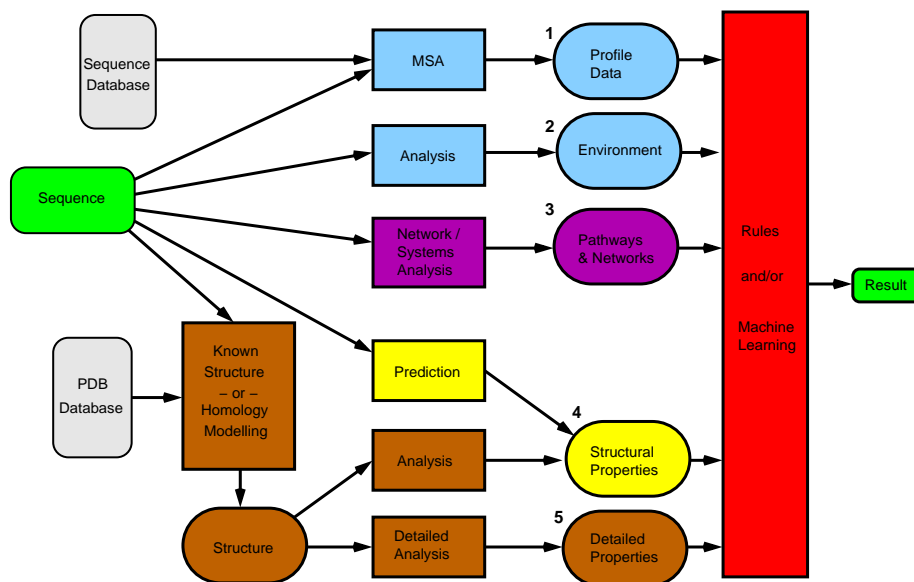 Sequence
Database
MSA
1
Profile
Data
Analysis
2
Environment
Sequence
Network /
Systems
Analysis
3
Pathways
& Networks
Rules
and/or
Machine
Learning
Result
PDB
Database
Known
Structure
– or –
Homology
Modelling
Prediction
4
Structural
Properties
Analysis
Structure
Detailed
Analysis
5
Detailed
Properties